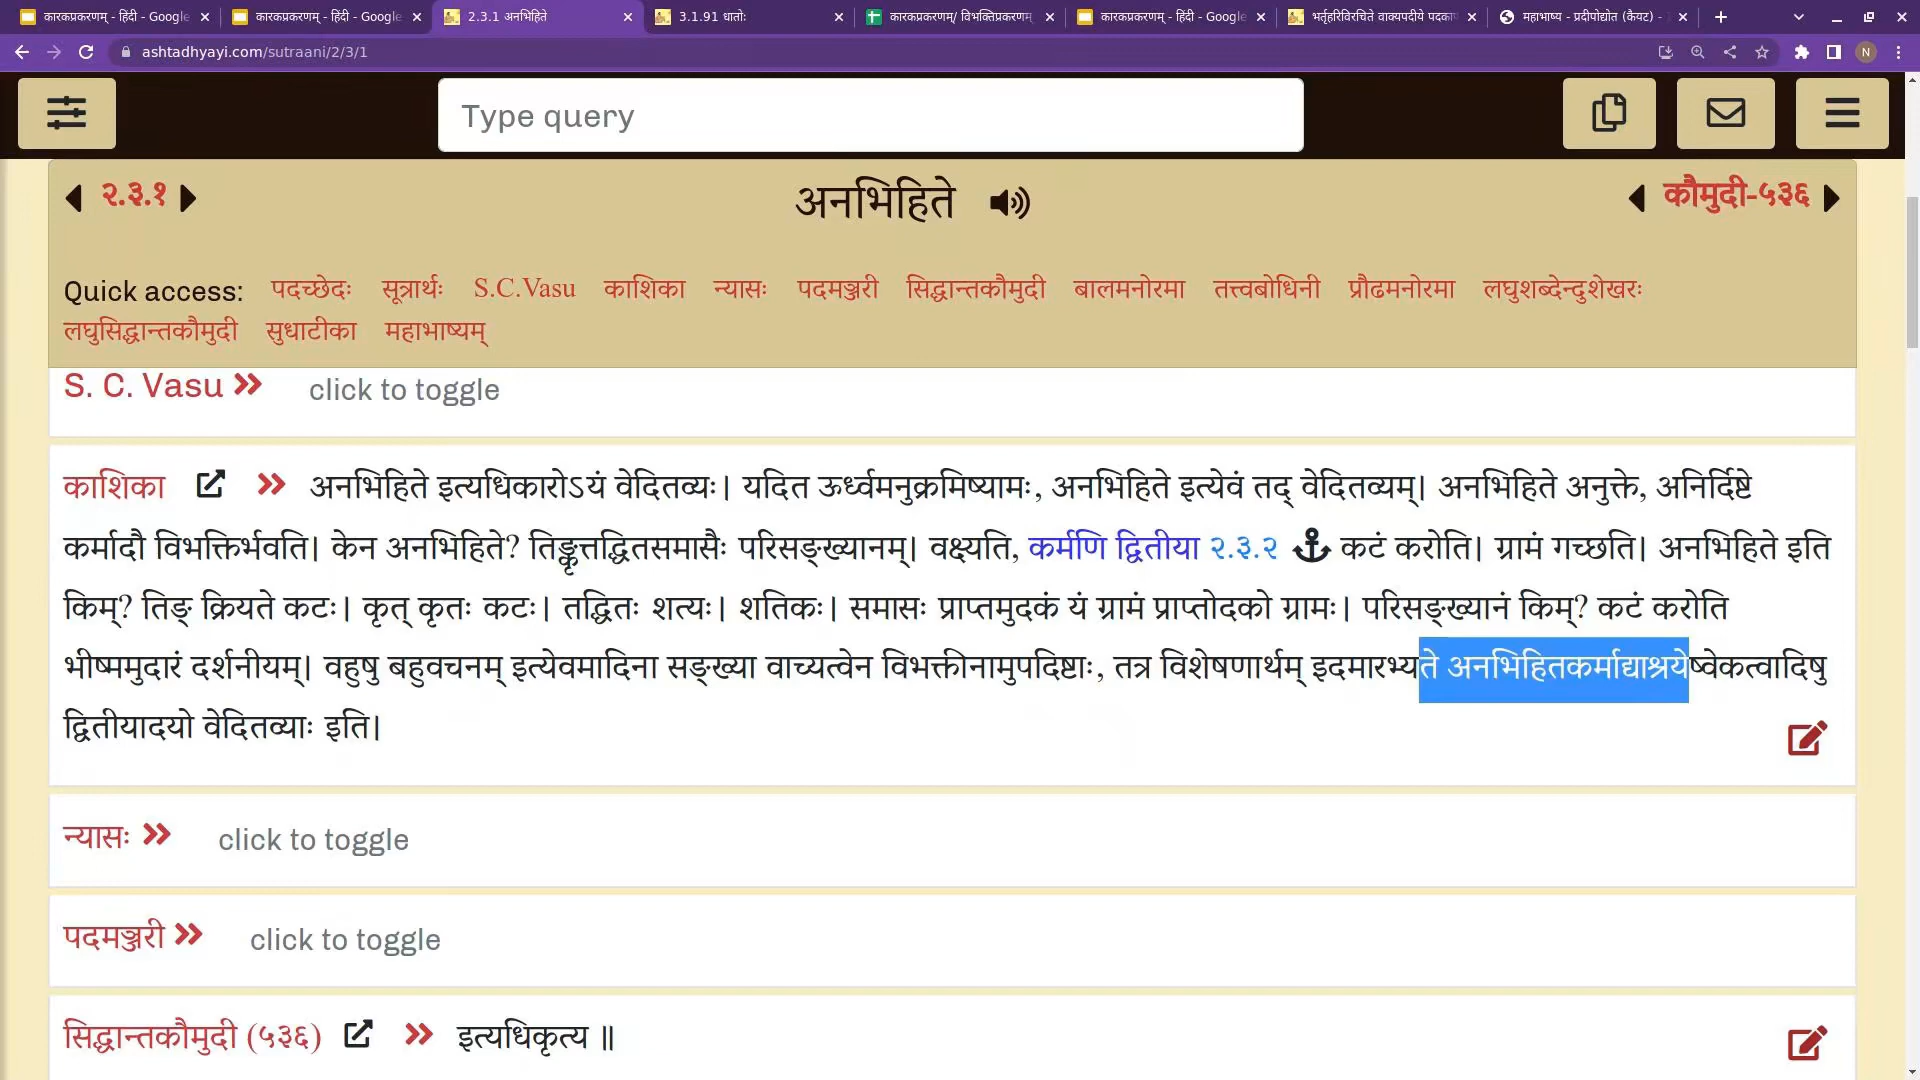 कारकप्रकरणम् - हिंदी - Google
कारकप्रकरणम् - हिंदी - Google
2.3.1 अनभिहिते
3.1.91 धातोः
कारकप्रकरणम्/ विभक्तिप्रकरणम्
कारकप्रकरणम् - हिंदी - Google
भर्तृहरिविरचिते वाक्यपदीये पदका
महाभाष्य - प्रदीपोद्योत (कैयट) -
ashtadhyayi.com/sutraani/2/3/1
N
Type query
२.३.१
अनभिहिते
कौमुदी-५३६
Quick access: पदच्छेदः सूत्रार्थः S.C.Vasu काशिका न्यासः पदमञ्जरी सिद्धान्तकौमुदी बालमनोरमा तत्त्वबोधिनी प्रौढमनोरमा लघुशब्देन्दुशेखरः
लघुसिद्धान्तकौमुदी सुधाटीका महाभाष्यम्
S. C. Vasu click to toggle
काशिका अनभिहिते इत्यधिकारोऽयं वेदितव्यः। यदित ऊर्ध्वमनुक्रमिष्यामः, अनभिहिते इत्येवं तद् वेदितव्यम्। अनभिहिते अनुक्ते, अनिर्दिष्टे
कर्मादौ विभक्तिर्भवति। केन अनभिहिते? तिङ्कृत्तद्धितसमासैः परिसङ्ख्यानम्। वक्ष्यति, कर्मणि द्वितीया २.३.२ कटं करोति। ग्रामं गच्छति। अनभिहिते इति
किम्? तिङ् क्रियते कटः। कृत् कृतः कटः। तद्धितः शत्यः। शतिकः। समासः प्राप्तमुदकं यं ग्रामं प्राप्तोदको ग्रामः। परिसङ्ख्यानं किम्? कटं करोति
भीष्ममुदारं दर्शनीयम्। वहुषु बहुवचनम् इत्येवमादिना सङ्ख्या वाच्यत्वेन विभक्तीनामुपदिष्टाः, तत्र विशेषणार्थम् इदमारभ्यते अनभिहितकर्माद्याश्रयेष्वेकत्वादिषु
द्वितीयादयो वेदितव्याः इति।
न्यासः click to toggle
पदमञ्जरी click to toggle
सिद्धान्तकौमुदी (५३६) इत्यधिकृत्य ॥